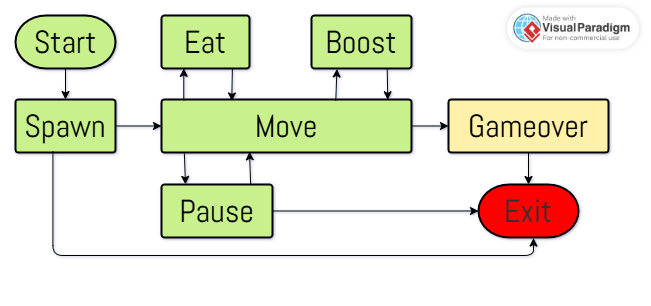 Start
Eat
Boost
Made with
Visual Paradigm
For non-commercial use
Spawn
Move
Gameover
Pause
Exit